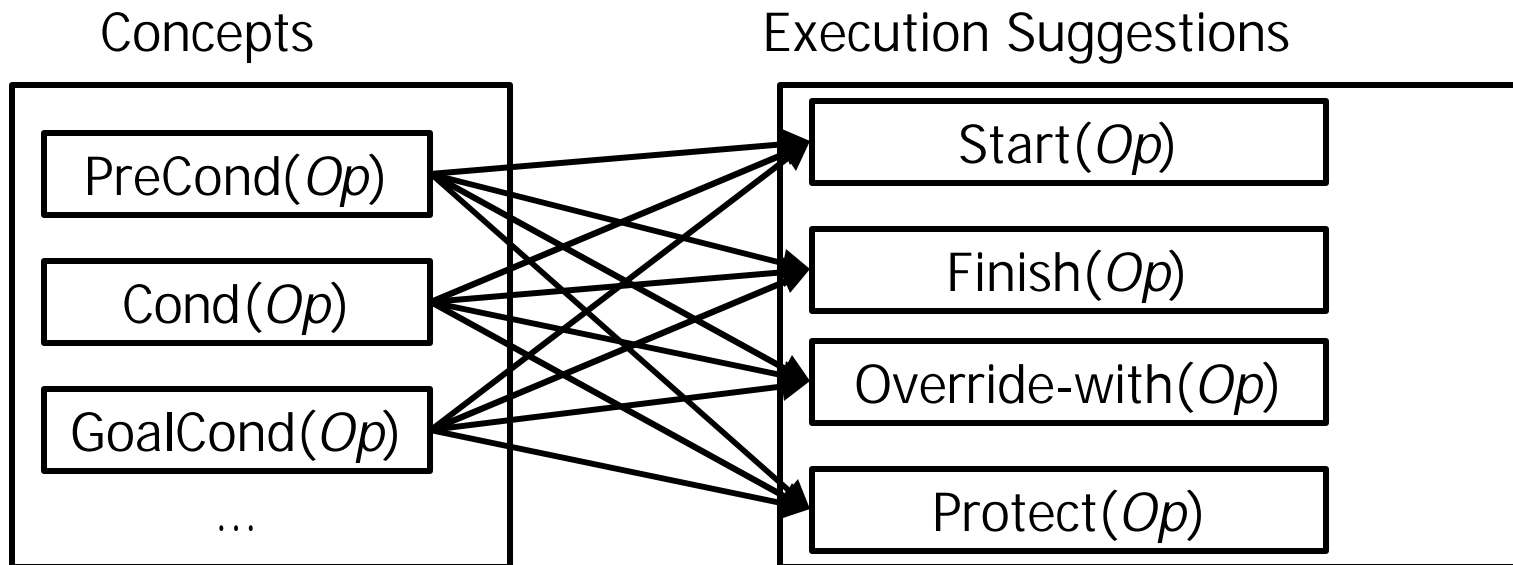 Concepts
Execution Suggestions
PreCond(Op)
Cond(Op)
GoalCond(Op)
...
Start(Op)
Finish(Op)
Override-with(Op)
Protect(Op)